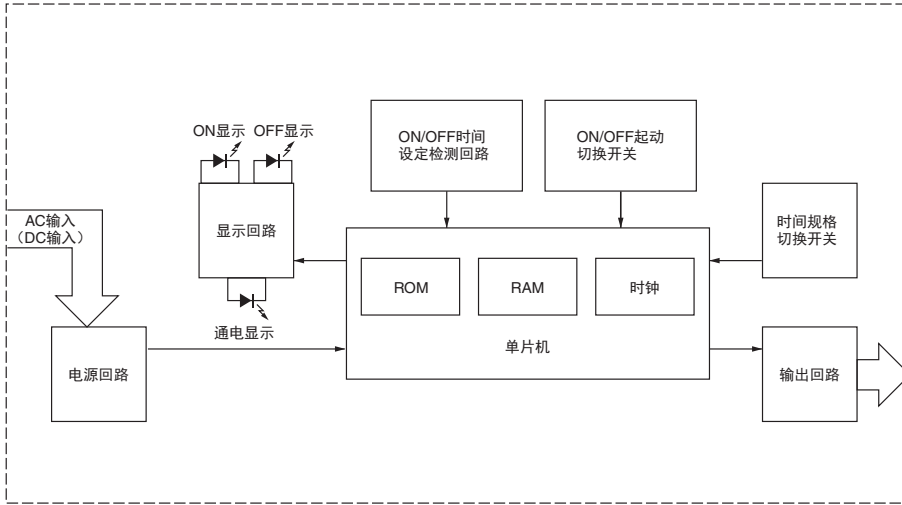 ON显示
OFF显示
ON/OFF时间
设定检测回路
ON/OFF起动
切换开关
AC输入
（DC输入）
显示回路
时间规格
切换开关
ROM
RAM
时钟
通电显示
单片机
电源回路
输出回路